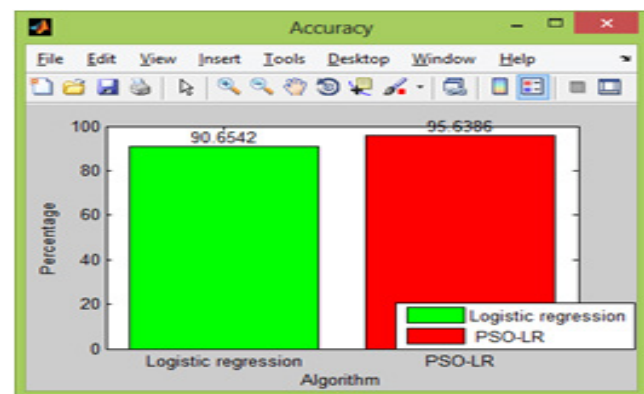 Accuracy
File Edit View Insert Tools Desktop Window Help
100
80
60
40
20
0
Percentage
90.6542
95.6386
Logistic regression
PSO-LR
Logistic regression
PSO-LR
Algorithm